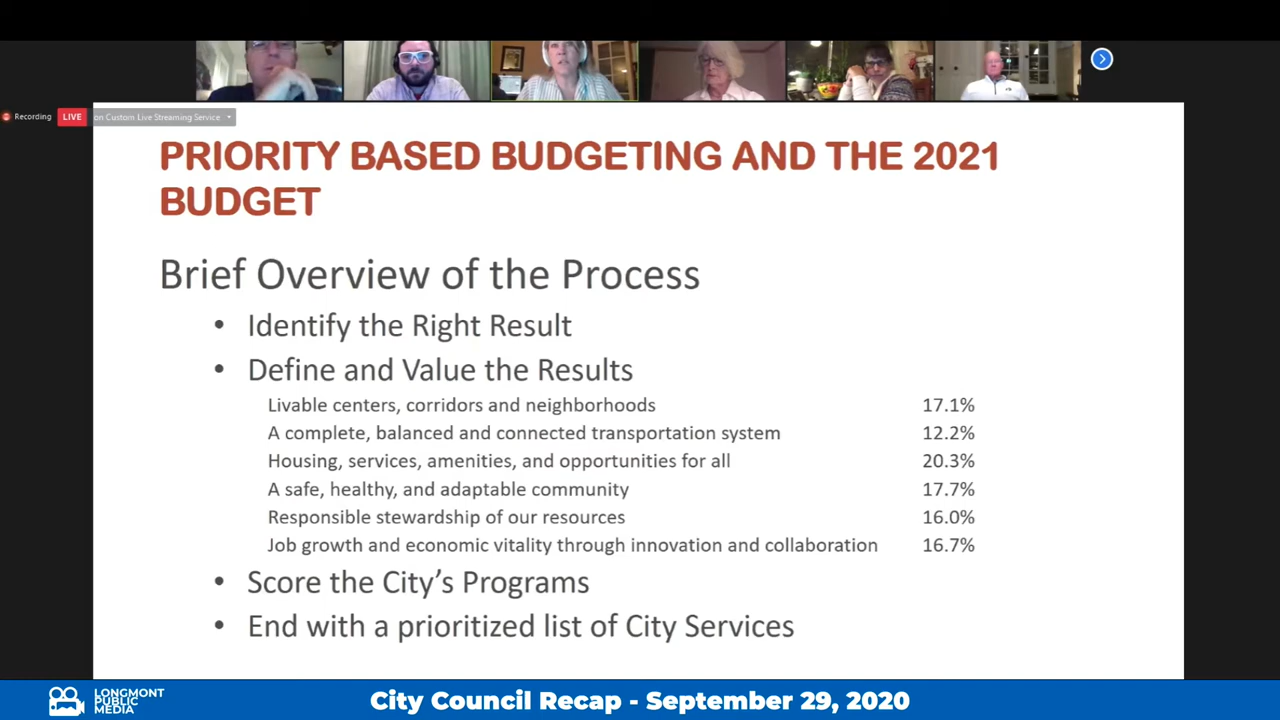 Recording
LIVE
on Custom Live Streaming Service
PRIORITY BASED BUDGETING AND THE 2021
BUDGET
Brief Overview of the Process
• Identify the Right Result
• Define and Value the Results
Livable centers, corridors and neighborhoods 17.1%
A complete, balanced and connected transportation system 12.2%
Housing, services, amenities, and opportunities for all 20.3%
A safe, healthy, and adaptable community 17.7%
Responsible stewardship of our resources 16.0%
Job growth and economic vitality through innovation and collaboration 16.7%
• Score the City's Programs
• End with a prioritized list of City Services
LONGMONT
PUBLIC
MEDIA
City Council Recap - September 29, 2020